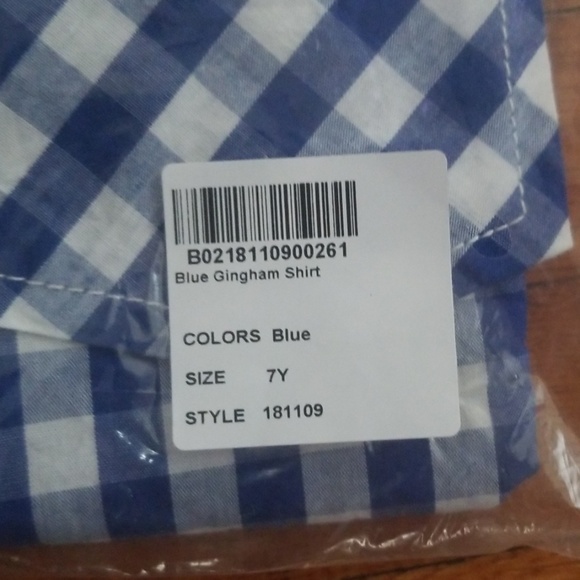 B0218110900261
Blue Gingham Shirt
COLORS Blue
SIZE 7Y
STYLE 181109